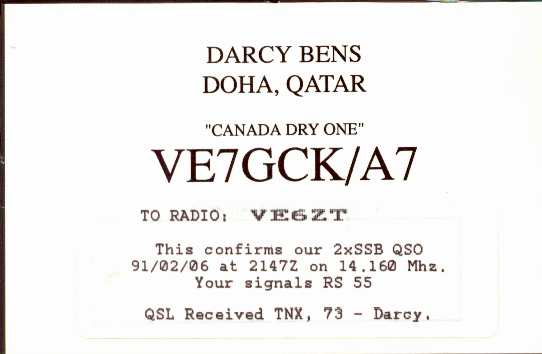 DARCY BENS
DOHA, QATAR
"CANADA DRY ONE"
VE7GCK/A7
TO RADIO: VE6ZT
This confirms our 2xSSB QSO
91/02/06 at 2147Z on 14.160 Mhz.
Your signals RS 55
QSL Received TNX, 73 - Darcy.